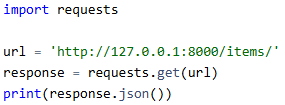 import requests
url = 'http://127.0.0.1:8000/items/'
response = requests.get(url)
print(response.json())